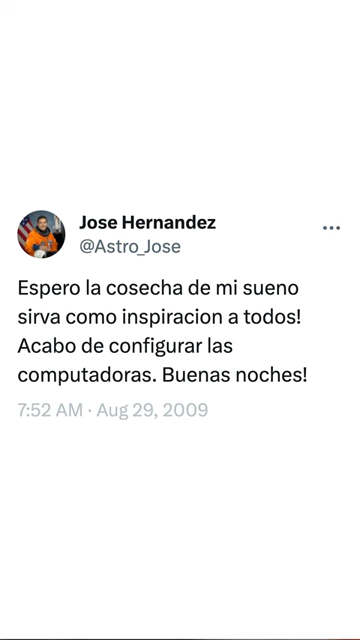 Jose Hernandez
@Astro_Jose
Espero la cosecha de mi sueno
sirva como inspiracion a todos!
Acabo de configurar las
computadoras. Buenas noches!
7:52 AM · Aug 29, 2009